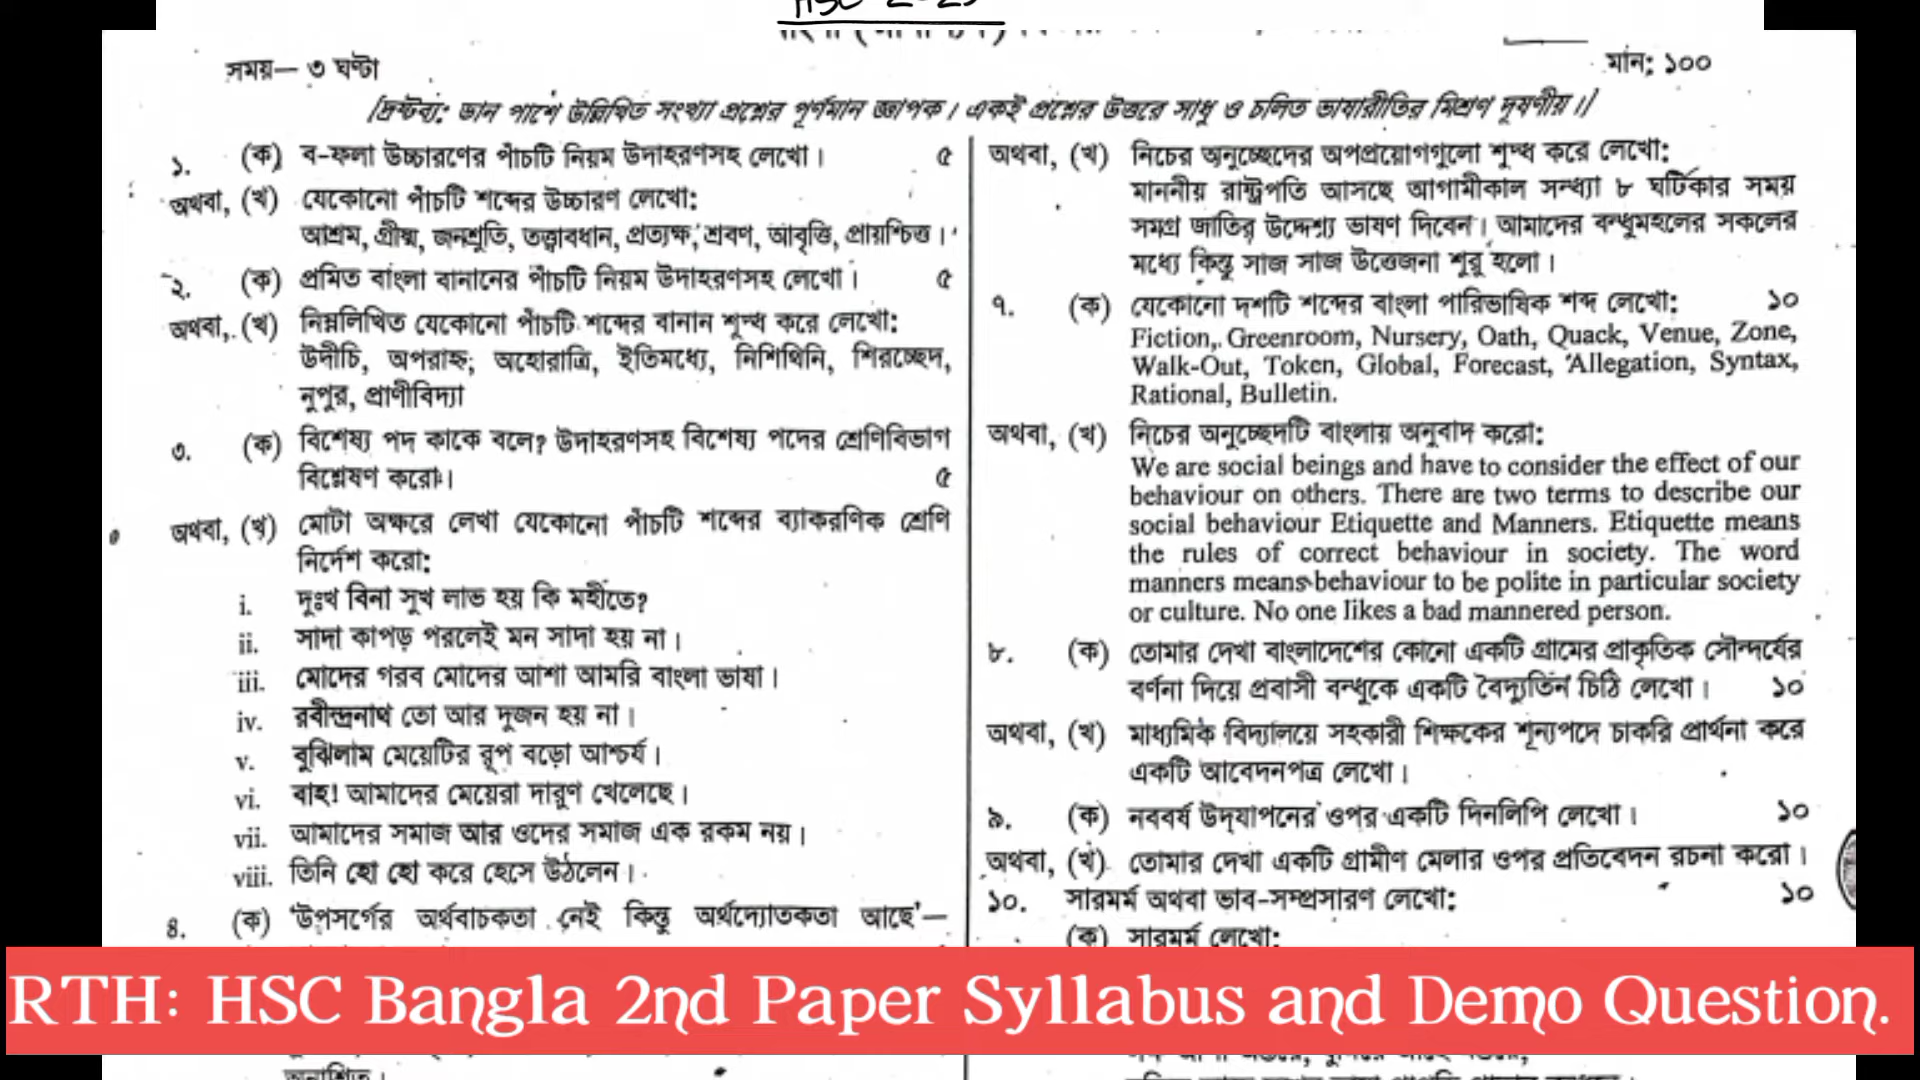 HSC 2025
সময়— ৩ ঘণ্টা
মান: ১০০
[দ্রষ্টব্য: ডান পাশে উল্লিখিত সংখ্যা প্রশ্নের পূর্ণমান জ্ঞাপক। একই প্রশ্নের উত্তরে সাধু ও চলিত ভাষারীতির মিশ্রণ দূষণীয়।]
১. (ক) ব-ফলা উচ্চারণের পাঁচটি নিয়ম উদাহরণসহ লেখো। ৫
অথবা, (খ) যেকোনো পাঁচটি শব্দের উচ্চারণ লেখো:
আশ্রম, গ্রীষ্ম, জনশ্রুতি, তত্ত্বাবধান, প্রত্যক্ষ, শ্রবণ, আবৃত্তি, প্রায়শ্চিত্ত।
২. (ক) প্রমিত বাংলা বানানের পাঁচটি নিয়ম উদাহরণসহ লেখো। ৫
অথবা, (খ) নিম্নলিখিত যেকোনো পাঁচটি শব্দের বানান শুদ্ধ করে লেখো:
উদীচি, অপরাহ্ন; অহোরাত্রি, ইতিমধ্যে, নিশিথিনি, শিরচ্ছেদ,
নুপুর, প্রাণীবিদ্যা
৩. (ক) বিশেষ্য পদ কাকে বলে? উদাহরণসহ বিশেষ্য পদের শ্রেণিবিভাগ
বিশ্লেষণ করো। ৫
অথবা, (খ) মোটা অক্ষরে লেখা যেকোনো পাঁচটি শব্দের ব্যাকরণিক শ্রেণি
নির্দেশ করো:
i. দুঃখ বিনা সুখ লাভ হয় কি মহীতে?
ii. সাদা কাপড় পরলেই মন সাদা হয় না।
iii. মোদের গরব মোদের আশা আমরি বাংলা ভাষা।
iv. রবীন্দ্রনাথ তো আর দুজন হয় না।
v. বুঝিলাম মেয়েটির রূপ বড়ো আশ্চর্য।
vi. বাহ! আমাদের মেয়েরা দারুণ খেলেছে।
vii. আমাদের সমাজ আর ওদের সমাজ এক রকম নয়।
viii. তিনি হো হো করে হেসে উঠলেন।
৪. (ক) 'উপসর্গের অর্থবাচকতা নেই কিন্তু অর্থদ্যোতকতা আছে'—
অথবা, (খ) নিচের অনুচ্ছেদের অপপ্রয়োগগুলো শুদ্ধ করে লেখো:
মাননীয় রাষ্ট্রপতি আসছে আগামীকাল সন্ধ্যা ৮ ঘটিকার সময়
সমগ্র জাতির উদ্দেশ্য ভাষণ দিবেন। আমাদের বন্ধুমহলের সকলের
মধ্যে কিন্তু সাজ সাজ উত্তেজনা শুরু হলো।
৭. (ক) যেকোনো দশটি শব্দের বাংলা পারিভাষিক শব্দ লেখো: ১০
Fiction, Greenroom, Nursery, Oath, Quack, Venue, Zone,
Walk-Out, Token, Global, Forecast, Allegation, Syntax,
Rational, Bulletin.
অথবা, (খ) নিচের অনুচ্ছেদটি বাংলায় অনুবাদ করো:
We are social beings and have to consider the effect of our
behaviour on others. There are two terms to describe our
social behaviour Etiquette and Manners. Etiquette means
the rules of correct behaviour in society. The word
manners means behaviour to be polite in particular society
or culture. No one likes a bad mannered person.
৮. (ক) তোমার দেখা বাংলাদেশের কোনো একটি গ্রামের প্রাকৃতিক সৌন্দর্যের
বর্ণনা দিয়ে প্রবাসী বন্ধুকে একটি বৈদ্যুতিন চিঠি লেখো। ১০
অথবা, (খ) মাধ্যমিক বিদ্যালয়ে সহকারী শিক্ষকের শূন্যপদে চাকরি প্রার্থনা করে
একটি আবেদনপত্র লেখো।
৯. (ক) নববর্ষ উদ্‌যাপনের ওপর একটি দিনলিপি লেখো। ১০
অথবা, (খ) তোমার দেখা একটি গ্রামীণ মেলার ওপর প্রতিবেদন রচনা করো।
১০. সারমর্ম অথবা ভাব-সম্প্রসারণ লেখো: ১০
(ক) সারমর্ম লেখো:
RTH: HSC Bangla 2nd Paper Syllabus and Demo Question.
অনাশ্রিত।